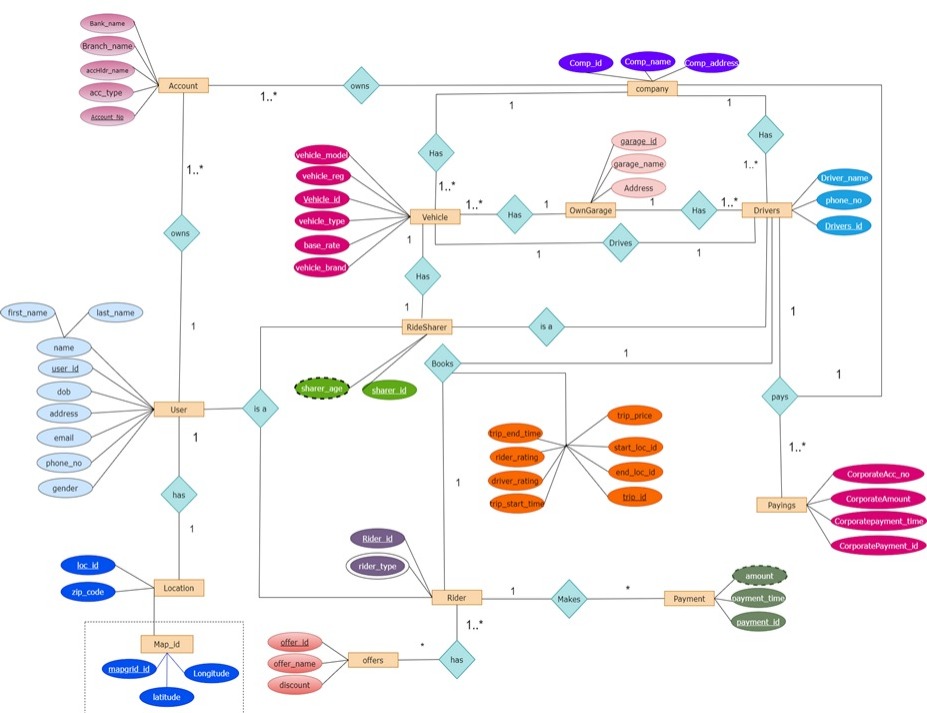 Bank_name
Branch_name
accHldr_name
acc_type
Account_No
Account
1..*
owns
Comp_id
Comp_name
Comp_address
company
1
1
Has
Has
1..*
1..*
vehicle_model
vehicle_reg
Vehicle_id
vehicle_type
base_rate
vehicle_brand
garage_id
garage_name
Address
Driver_name
phone_no
Drivers_id
Vehicle
1..*
Has
1
OwnGarage
1
Has
1..*
Drivers
1
Drives
1
1
1..*
owns
1
Has
1
RideSharer
is a
1
first_name
last_name
name
user_id
dob
address
email
phone_no
gender
User
is a
sharer_age
sharer_id
Books
1
1
pays
1..*
trip_price
trip_end_time
start_loc_id
rider_rating
end_loc_id
driver_rating
trip_id
trip_start_time
1
has
1
1
CorporateAcc_no
CorporateAmount
Corporatepayment_time
CorporatePayment_id
Payings
Rider_id
rider_type
loc_id
zip_code
Location
Rider
1
Makes
*
Payment
amount
payment_time
payment_id
1..*
Map_id
mapgrid_id
Longitude
latitude
offer_id
offer_name
discount
offers
*
has